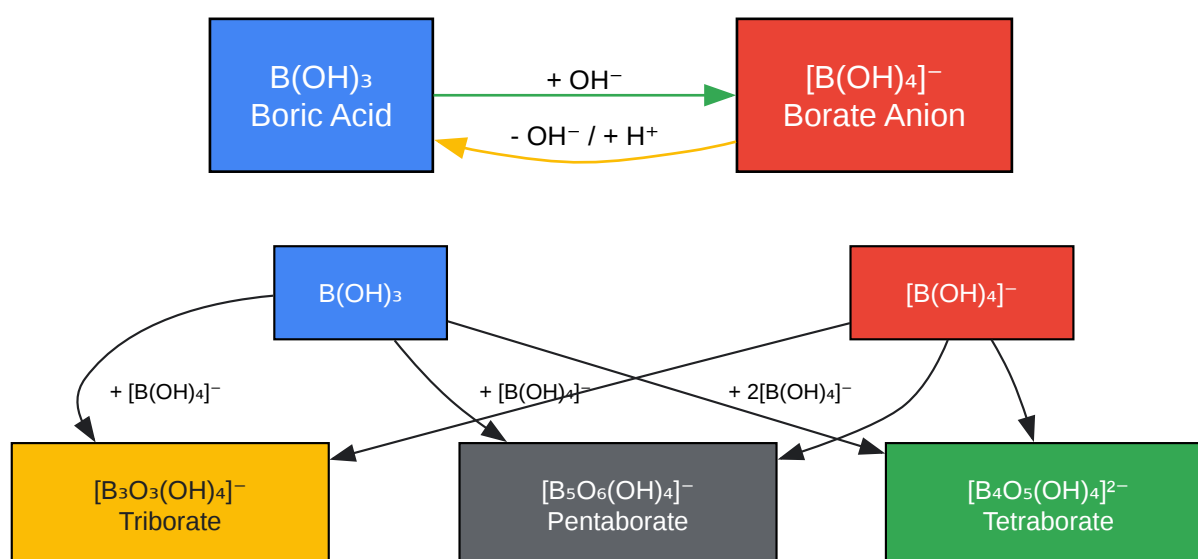 B(OH)₃
Boric Acid
+ OH⁻
[B(OH)₄]⁻
Borate Anion
- OH⁻ / + H⁺
B(OH)₃
[B(OH)₄]⁻
+ [B(OH)₄]⁻
+ [B(OH)₄]⁻
+ 2[B(OH)₄]⁻
[B₃O₃(OH)₄]⁻
Triborate
[B₅O₆(OH)₄]⁻
Pentaborate
[B₄O₅(OH)₄]²⁻
Tetraborate